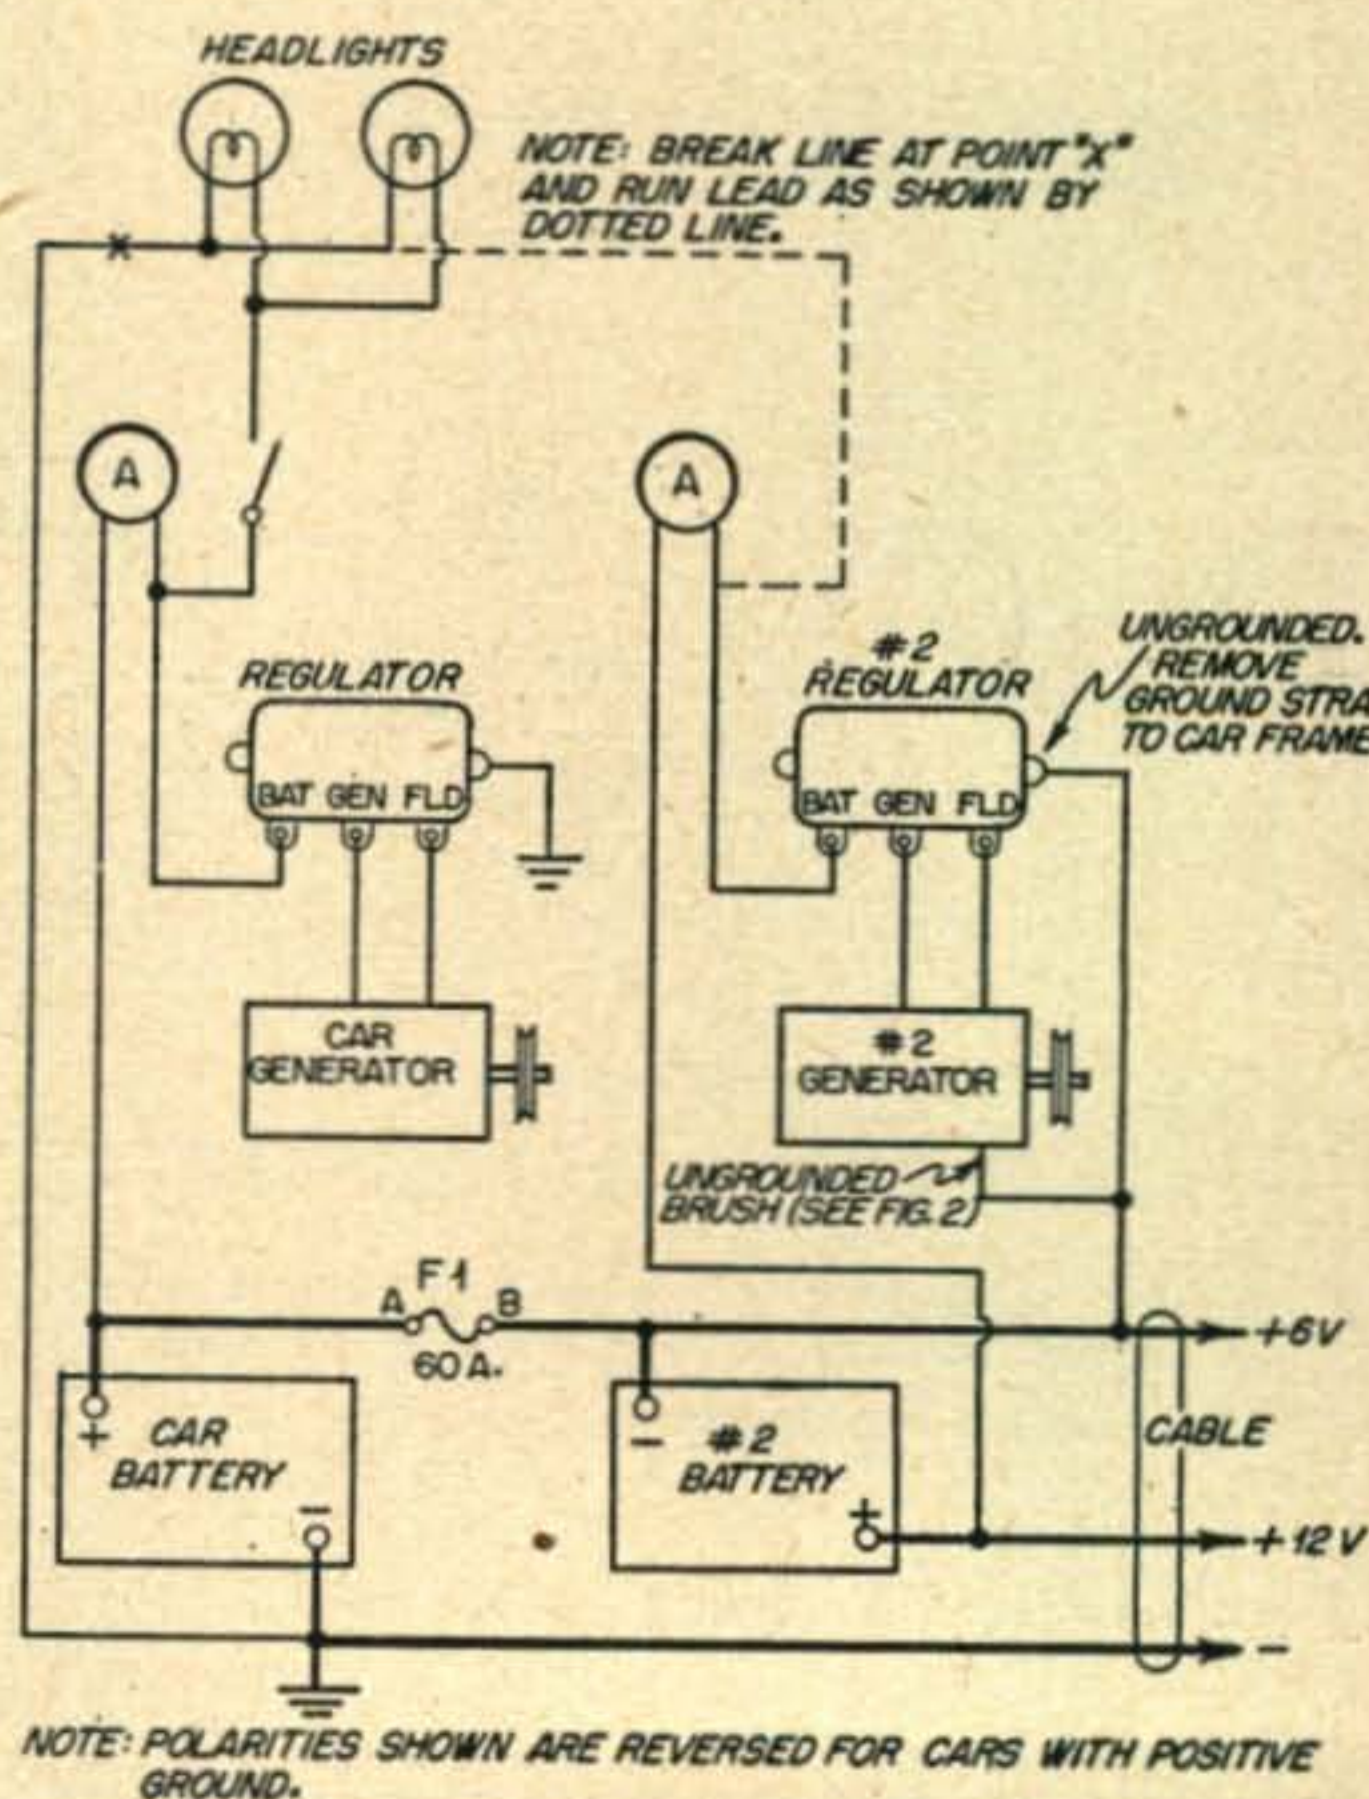 HEADLIGHTS
NOTE: BREAK LINE AT POINT "X"
AND RUN LEAD AS SHOWN BY
DOTTED LINE.
X
A
A
REGULATOR
BAT GEN FLD
#2
REGULATOR
BAT GEN FLD
UNGROUNDED.
REMOVE
GROUND STRA
TO CAR FRAME
CAR
GENERATOR
#2
GENERATOR
UNGROUNDED
BRUSH (SEE FIG. 2)
F1
A B
60A.
+6V
+
CAR
BATTERY
-
-
#2
BATTERY
+
CABLE
+12V
-
NOTE: POLARITIES SHOWN ARE REVERSED FOR CARS WITH POSITIVE
GROUND.